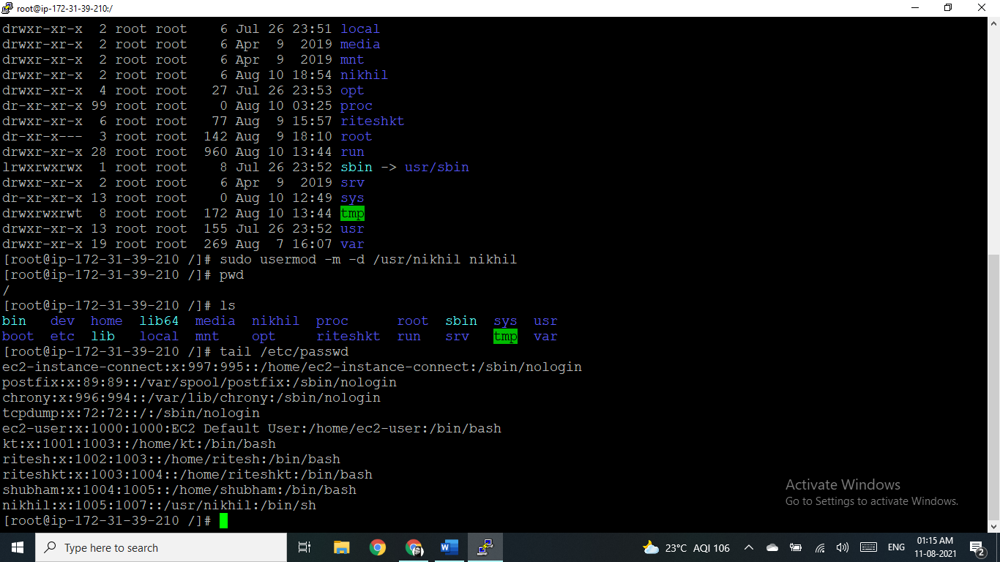 root@ip-172-31-39-210:/
drwxr-xr-x  2 root root    6 Jul 26 23:51 local
drwxr-xr-x  2 root root    6 Apr  9  2019 media
drwxr-xr-x  2 root root    6 Apr  9  2019 mnt
drwxr-xr-x  2 root root    6 Aug 10 18:54 nikhil
drwxr-xr-x  4 root root   27 Jul 26 23:53 opt
dr-xr-xr-x 99 root root    0 Aug 10 03:25 proc
drwxr-xr-x  6 root root   77 Aug  9 15:57 riteshkt
dr-xr-x---  3 root root  142 Aug  9 18:10 root
drwxr-xr-x 28 root root  960 Aug 10 13:44 run
lrwxrwxrwx  1 root root    8 Jul 26 23:52 sbin -> usr/sbin
drwxr-xr-x  2 root root    6 Apr  9  2019 srv
dr-xr-xr-x 13 root root    0 Aug 10 12:49 sys
drwxrwxrwt  8 root root  172 Aug 10 13:44 tmp
drwxr-xr-x 13 root root  155 Jul 26 23:52 usr
drwxr-xr-x 19 root root  269 Aug  7 16:07 var
[root@ip-172-31-39-210 /]# sudo usermod -m -d /usr/nikhil nikhil
[root@ip-172-31-39-210 /]# pwd
/
[root@ip-172-31-39-210 /]# ls
bin   dev  home  lib64  media  nikhil  proc      root  sbin  sys  usr
boot  etc  lib   local  mnt    opt     riteshkt  run   srv   tmp  var
[root@ip-172-31-39-210 /]# tail /etc/passwd
ec2-instance-connect:x:997:995::/home/ec2-instance-connect:/sbin/nologin
postfix:x:89:89::/var/spool/postfix:/sbin/nologin
chrony:x:996:994::/var/lib/chrony:/sbin/nologin
tcpdump:x:72:72::/:/sbin/nologin
ec2-user:x:1000:1000:EC2 Default User:/home/ec2-user:/bin/bash
kt:x:1001:1003::/home/kt:/bin/bash
ritesh:x:1002:1003::/home/ritesh:/bin/bash
riteshkt:x:1003:1004::/home/riteshkt:/bin/bash
shubham:x:1004:1005::/home/shubham:/bin/bash
nikhil:x:1005:1007::/usr/nikhil:/bin/sh
[root@ip-172-31-39-210 /]#
Activate Windows
Go to Settings to activate Windows.
Type here to search
23°C AQI 106
ENG
01:15 AM
11-08-2021
2